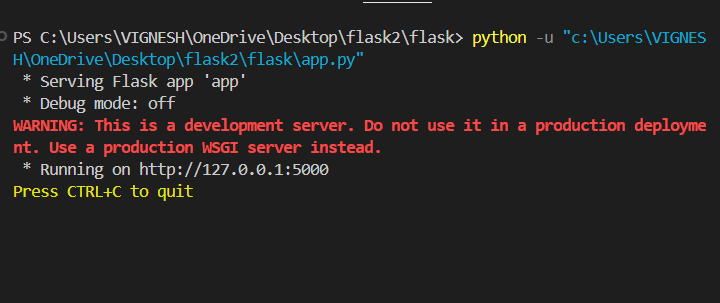 PS C:\Users\VIGNESH\OneDrive\Desktop\flask2\flask> python -u "c:\Users\VIGNES
H\OneDrive\Desktop\flask2\flask\app.py"
 * Serving Flask app 'app'
 * Debug mode: off
WARNING: This is a development server. Do not use it in a production deployme
nt. Use a production WSGI server instead.
 * Running on http://127.0.0.1:5000
Press CTRL+C to quit